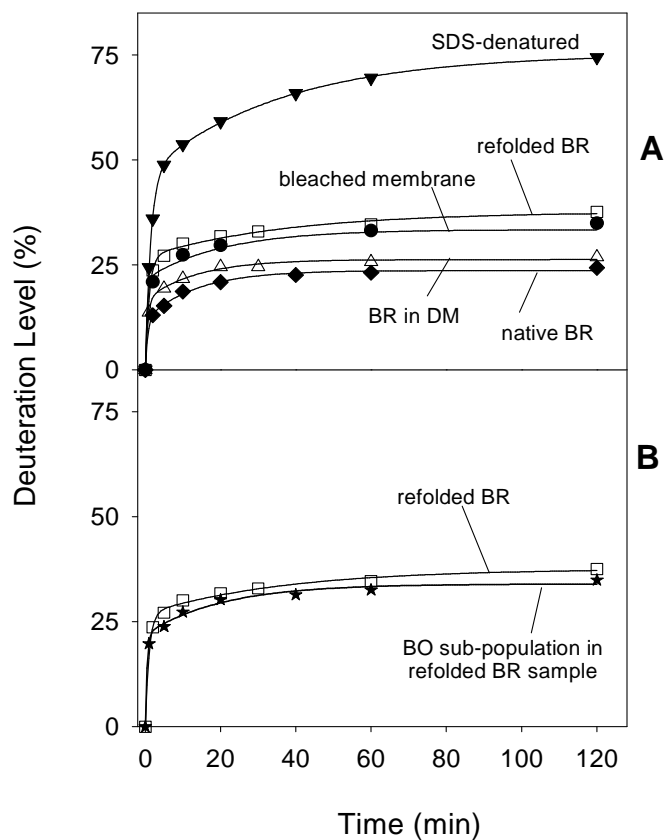 75
50
25
0
SDS-denatured
refolded BR
bleached membrane
BR in DM
native BR
A
Deuteration Level (%)
75
50
25
0
refolded BR
BO sub-population in
refolded BR sample
B
0 20 40 60 80 100 120
Time (min)